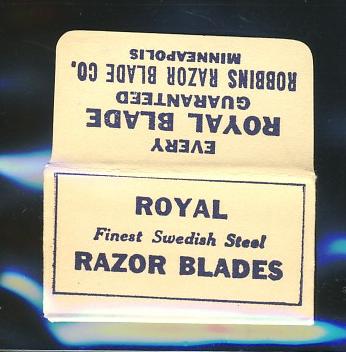 EVERY
ROYAL BLADE
GUARANTEED
ROBBINS RAZOR BLADE CO.
MINNEAPOLIS
ROYAL
Finest Swedish Steel
RAZOR BLADES